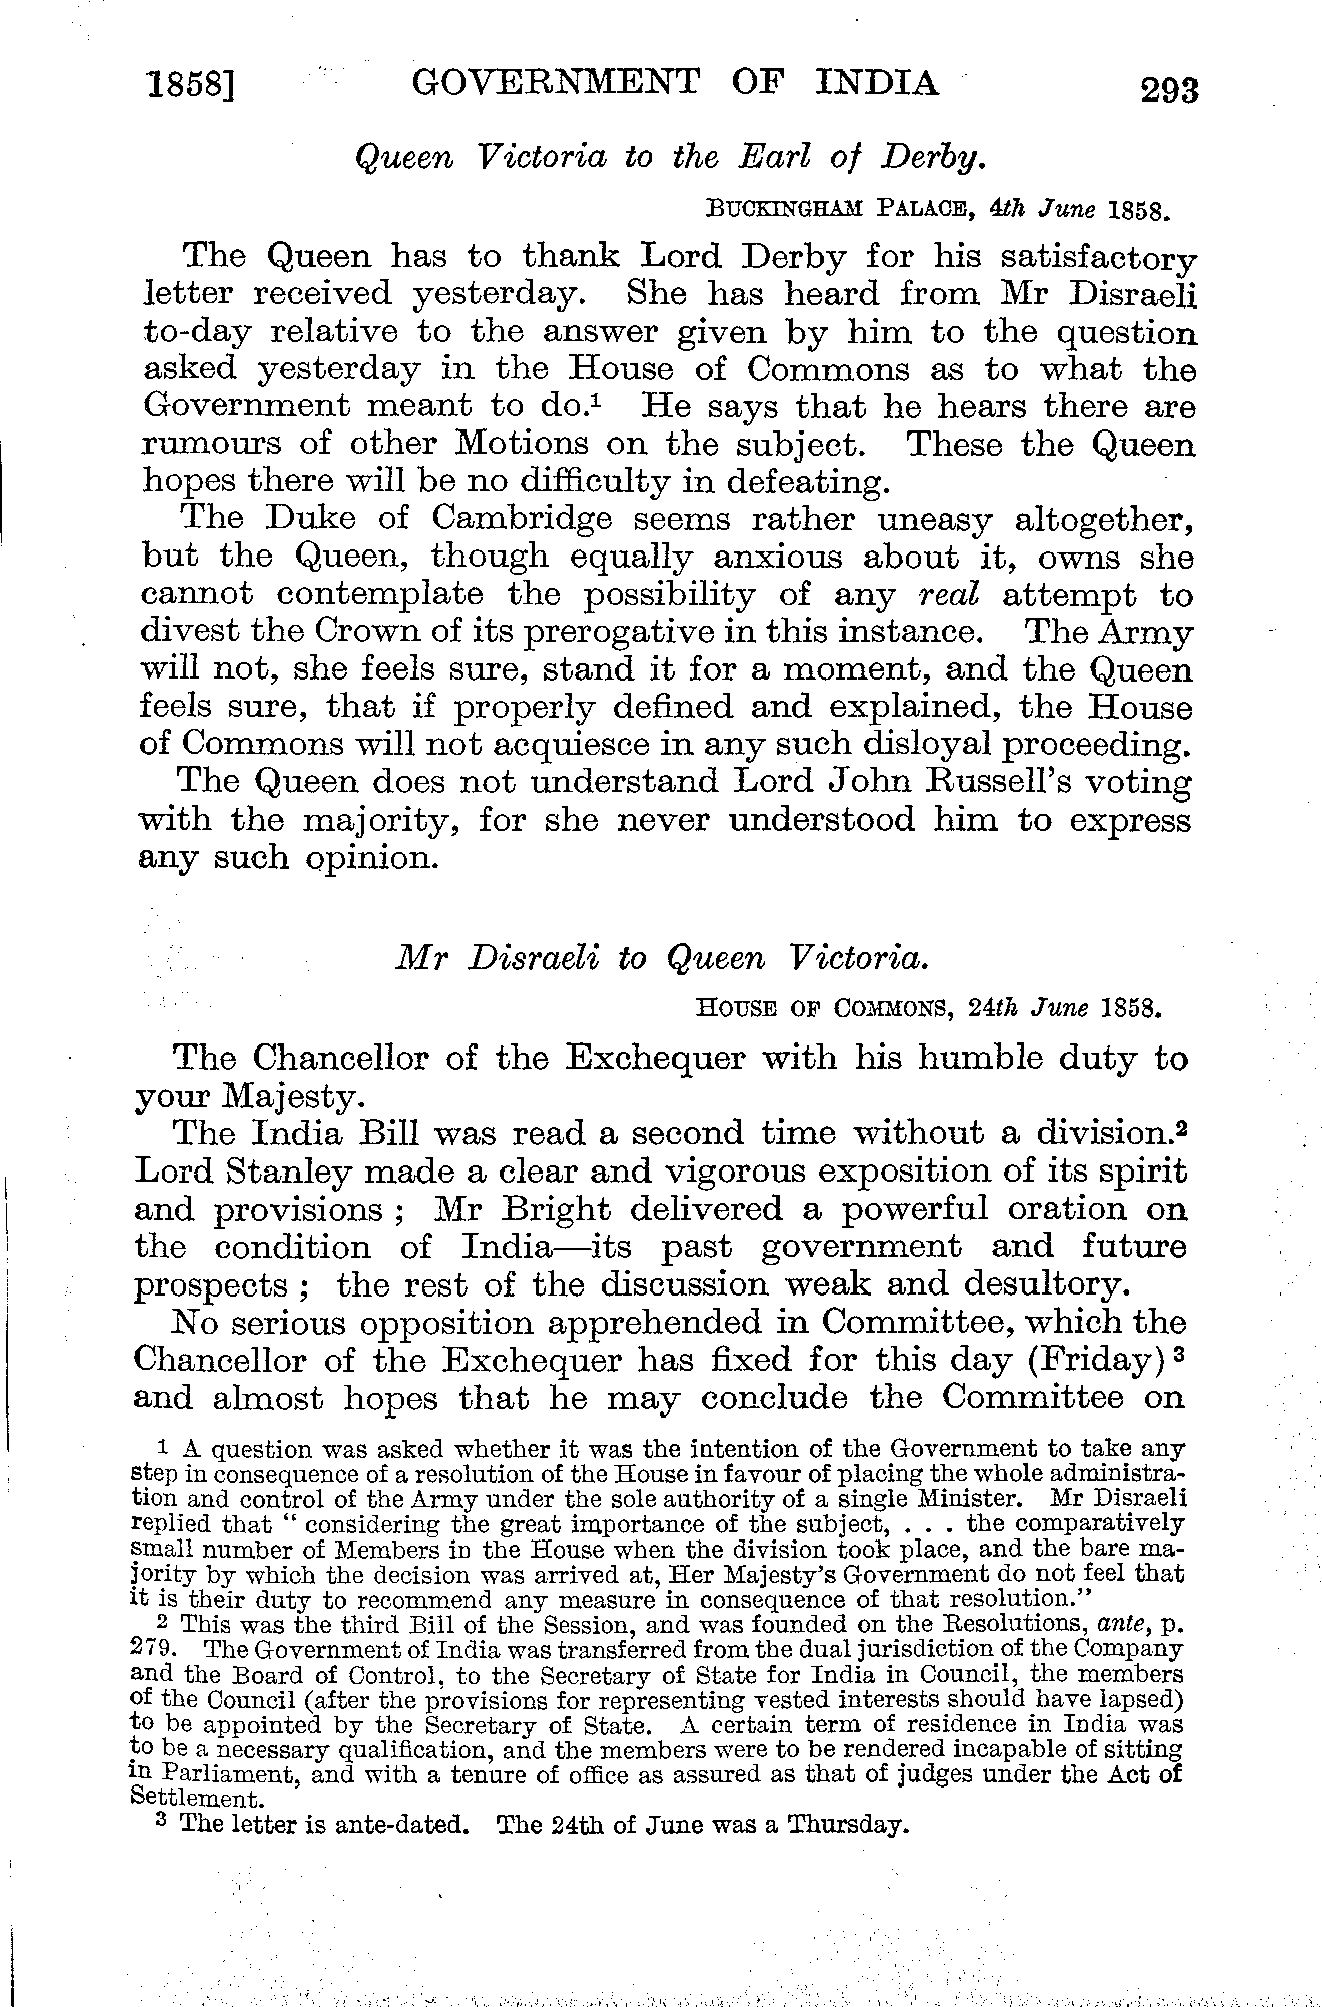 1858] GOVERNMENT OF INDIA 293
Queen Victoria to the Earl of Derby.
BUCKINGHAM PALACE, 4th June 1858.
The Queen has to thank Lord Derby for his satisfactory
letter received yesterday. She has heard from Mr Disraeli
to-day relative to the answer given by him to the question
asked yesterday in the House of Commons as to what the
Government meant to do.¹ He says that he hears there are
rumours of other Motions on the subject. These the Queen
hopes there will be no difficulty in defeating.
The Duke of Cambridge seems rather uneasy altogether,
but the Queen, though equally anxious about it, owns she
cannot contemplate the possibility of any real attempt to
divest the Crown of its prerogative in this instance. The Army
will not, she feels sure, stand it for a moment, and the Queen
feels sure, that if properly defined and explained, the House
of Commons will not acquiesce in any such disloyal proceeding.
The Queen does not understand Lord John Russell's voting
with the majority, for she never understood him to express
any such opinion.
Mr Disraeli to Queen Victoria.
HOUSE OF COMMONS, 24th June 1858.
The Chancellor of the Exchequer with his humble duty to
your Majesty.
The India Bill was read a second time without a division.²
Lord Stanley made a clear and vigorous exposition of its spirit
and provisions ; Mr Bright delivered a powerful oration on
the condition of India—its past government and future
prospects ; the rest of the discussion weak and desultory.
No serious opposition apprehended in Committee, which the
Chancellor of the Exchequer has fixed for this day (Friday) ³
and almost hopes that he may conclude the Committee on
1 A question was asked whether it was the intention of the Government to take any
step in consequence of a resolution of the House in favour of placing the whole administra-
tion and control of the Army under the sole authority of a single Minister. Mr Disraeli
replied that " considering the great importance of the subject, . . . the comparatively
small number of Members in the House when the division took place, and the bare ma-
jority by which the decision was arrived at, Her Majesty's Government do not feel that
it is their duty to recommend any measure in consequence of that resolution."
2 This was the third Bill of the Session, and was founded on the Resolutions, ante, p.
279. The Government of India was transferred from the dual jurisdiction of the Company
and the Board of Control, to the Secretary of State for India in Council, the members
of the Council (after the provisions for representing vested interests should have lapsed)
to be appointed by the Secretary of State. A certain term of residence in India was
to be a necessary qualification, and the members were to be rendered incapable of sitting
in Parliament, and with a tenure of office as assured as that of judges under the Act of
Settlement.
3 The letter is ante-dated. The 24th of June was a Thursday.